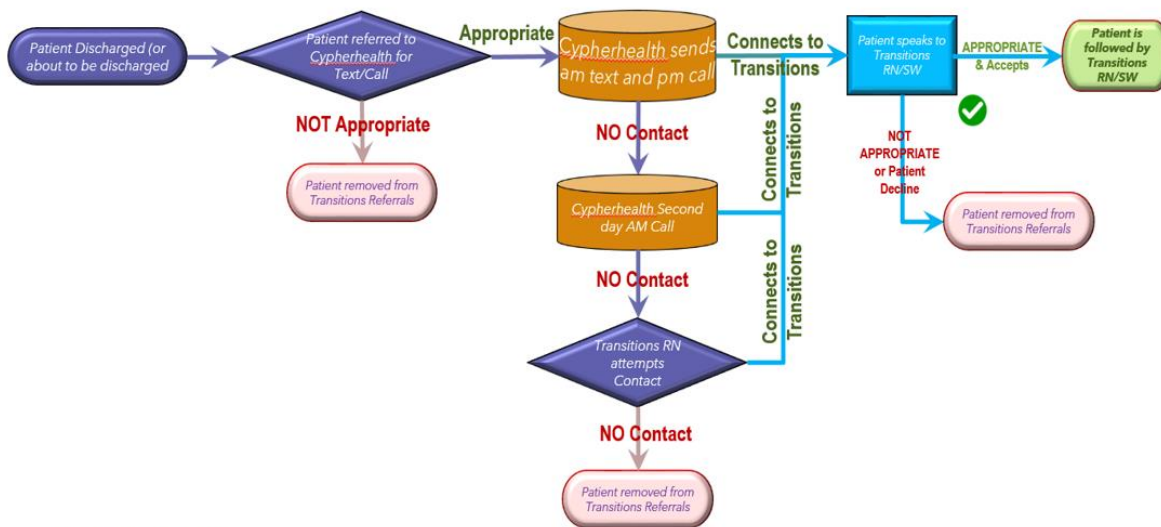 Patient Discharged (or
about to be discharged
Patient referred to
Cypherhealth for
Text/Call
Appropriate
NOT Appropriate
Patient removed from
Transitions Referrals
Cypherhealth sends
am text and pm call
Connects to
Transitions
NO Contact
Cypherhealth Second
day AM Call
Connects to
Transitions
NO Contact
Transitions RN
attempts
Contact
Connects to
Transitions
NO Contact
Patient removed from
Transitions Referrals
Patient speaks to
Transitions
RN/SW
APPROPRIATE
& Accepts
Patient is
followed by
Transitions
RN/SW
NOT
APPROPRIATE
or Patient
Decline
Patient removed from
Transitions Referrals